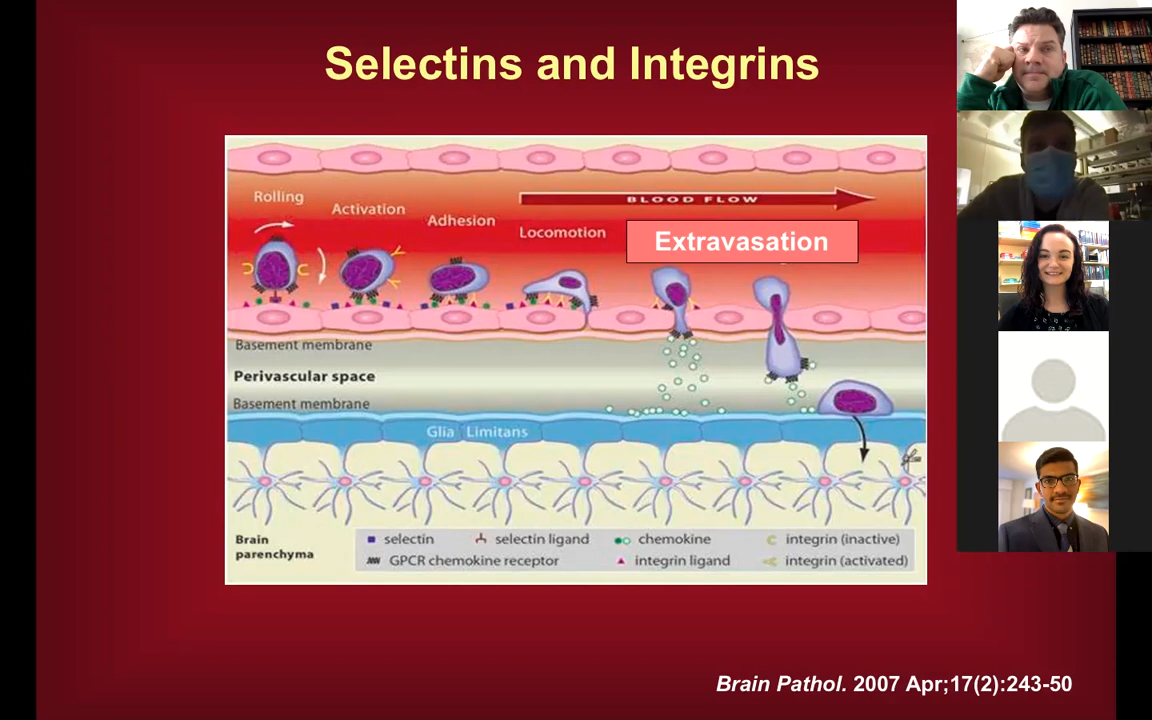 Selectins and Integrins
Rolling
Activation
Adhesion
Locomotion
BLOOD FLOW
Extravasation
Basement membrane
Perivascular space
Basement membrane
Glia Limitans
Brain
parenchyma
selectin
selectin ligand
chemokine
integrin (inactive)
GPCR chemokine receptor
integrin ligand
integrin (activated)
Brain Pathol. 2007 Apr;17(2):243-50